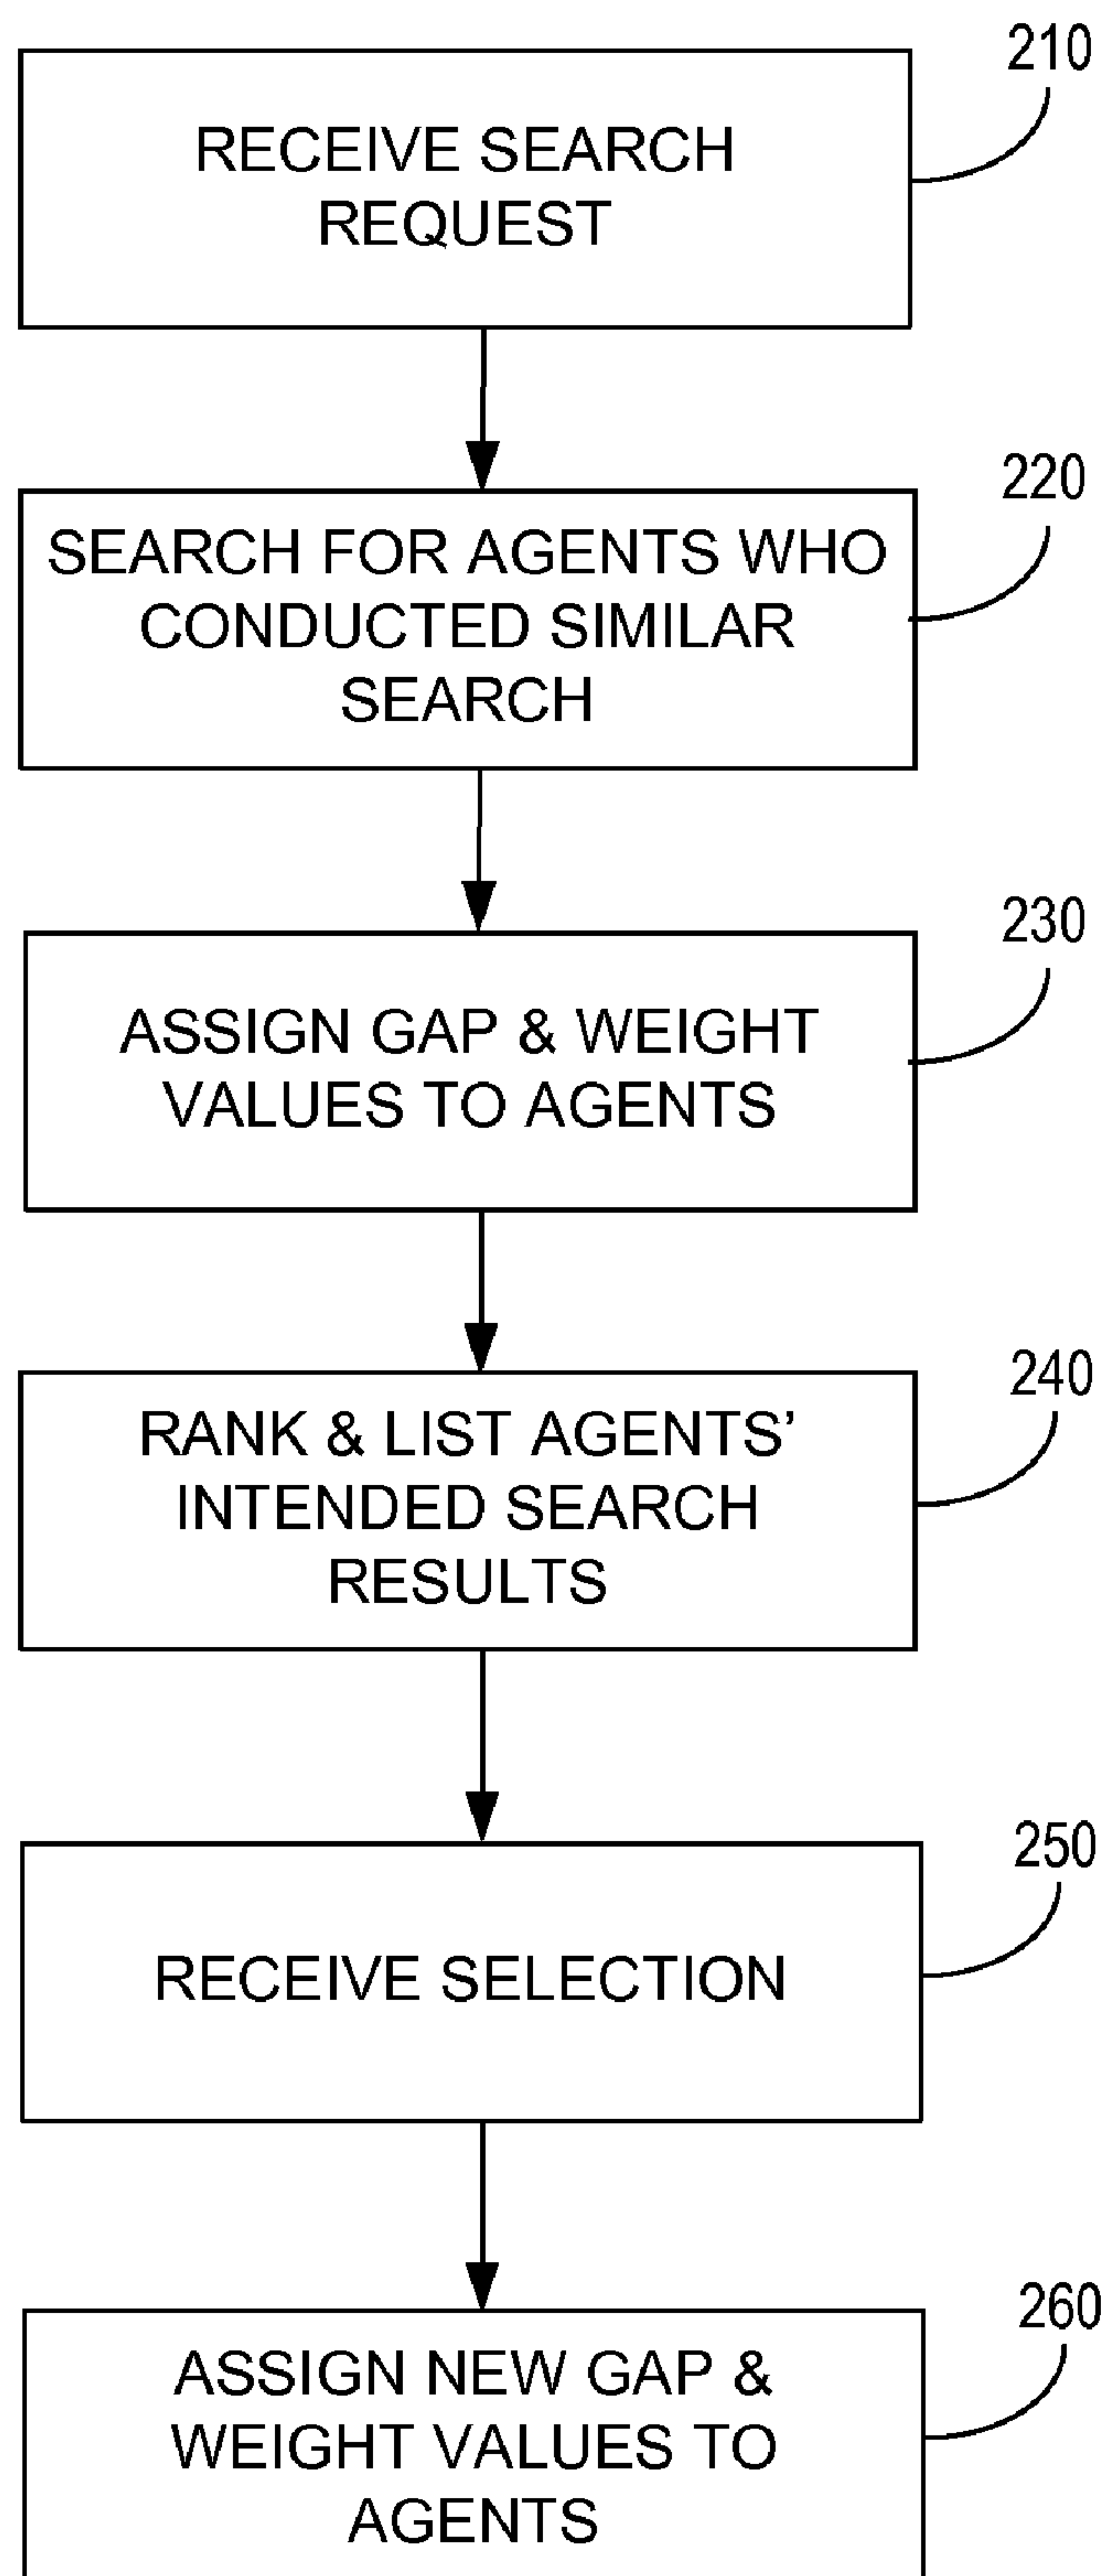 210
RECEIVE SEARCH
REQUEST
220
SEARCH FOR AGENTS WHO
CONDUCTED SIMILAR
SEARCH
230
ASSIGN GAP & WEIGHT
VALUES TO AGENTS
240
RANK & LIST AGENTS’
INTENDED SEARCH
RESULTS
250
RECEIVE SELECTION
260
ASSIGN NEW GAP &
WEIGHT VALUES TO
AGENTS